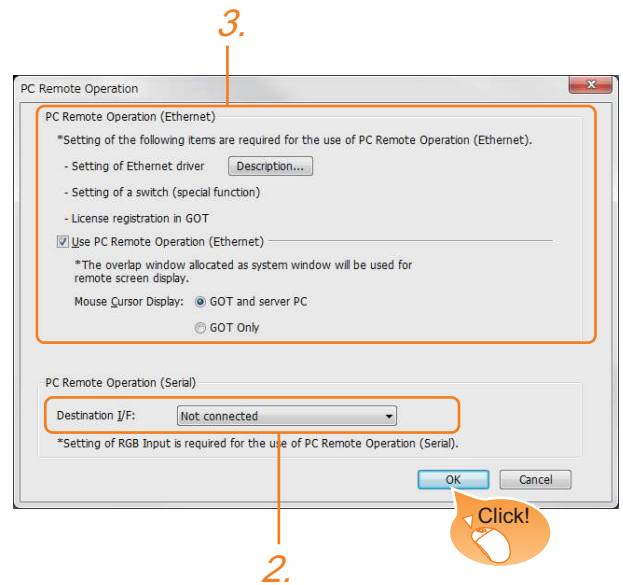 3.
PC Remote Operation
x
PC Remote Operation (Ethernet)
*Setting of the following items are required for the use of PC Remote Operation (Ethernet).
- Setting of Ethernet driver Description...
- Setting of a switch (special function)
- License registration in GOT
Use PC Remote Operation (Ethernet)
*The overlap window allocated as system window will be used for
remote screen display.
Mouse Cursor Display: GOT and server PC
GOT Only
PC Remote Operation (Serial)
Destination I/F: Not connected
*Setting of RGB Input is required for the use of PC Remote Operation (Serial).
OK Cancel
Click!
2.